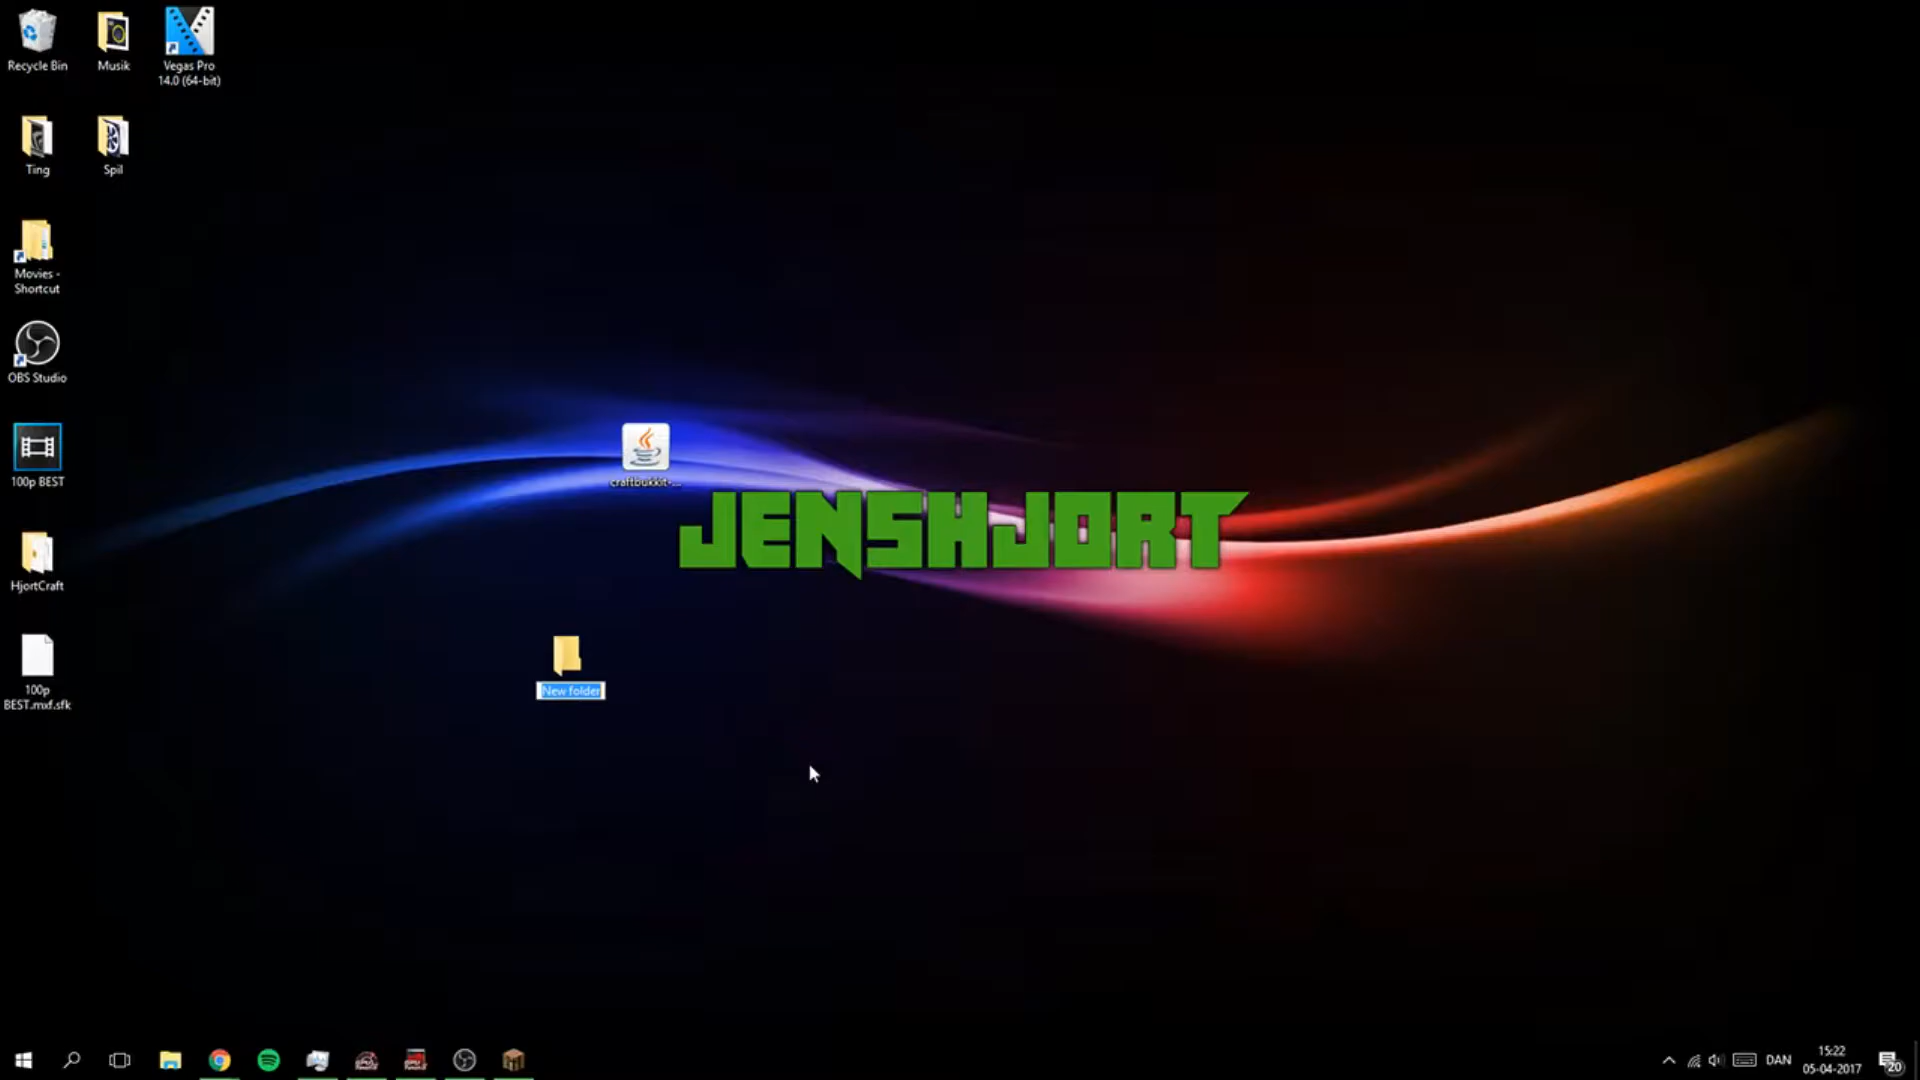 Recycle Bin
Musik
Vegas Pro
14.0 (64-bit)
Ting
Spil
Movies -
Shortcut
OBS Studio
100p BEST
craftbukkit-...
JENSHJORT
HjortCraft
New folder
100p
BEST.mxf.sfk
DAN
15:22
05-04-2017
20